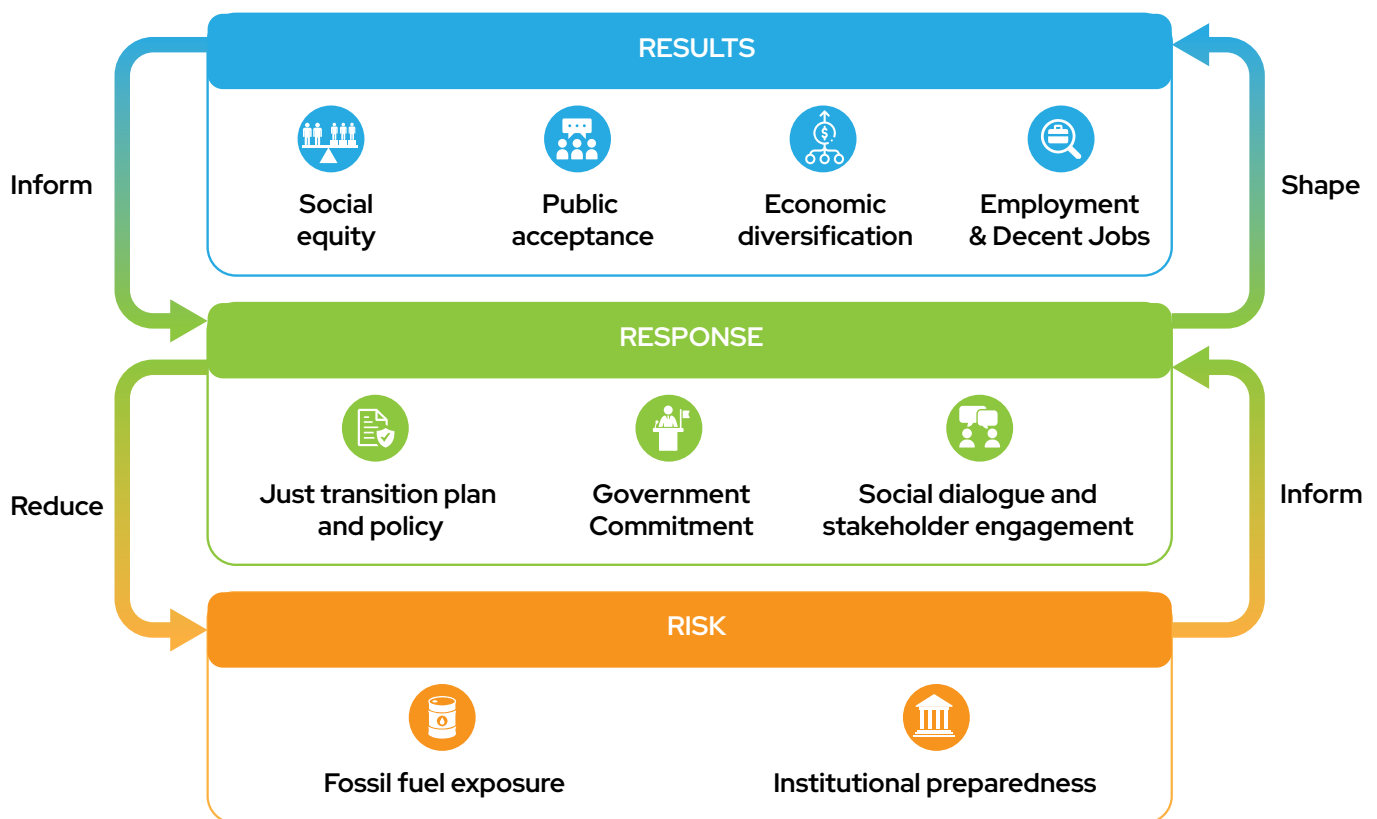 RESULTS
Inform
Shape
Social
equity
Public
acceptance
Economic
diversification
Employment
& Decent Jobs
RESPONSE
Reduce
Inform
Just transition plan
and policy
Government
Commitment
Social dialogue and
stakeholder engagement
RISK
Fossil fuel exposure
Institutional preparedness